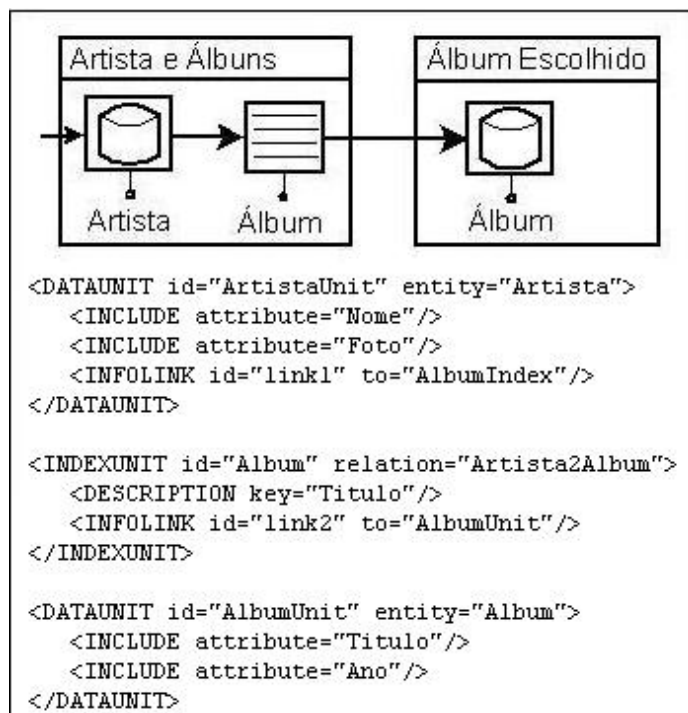 Artista e Álbuns
Álbum Escolhido
Artista
Álbum
Álbum
<DATAUNIT id="ArtistaUnit" entity="Artista">
<INCLUDE attribute="Nome"/>
<INCLUDE attribute="Foto"/>
<INFOLINK id="link1" to="AlbumIndex"/>
</DATAUNIT>
<INDEXUNIT id="Album" relation="Artista2Album">
<DESCRIPTION key="Titulo"/>
<INFOLINK id="link2" to="AlbumUnit"/>
</INDEXUNIT>
<DATAUNIT id="AlbumUnit" entity="Album">
<INCLUDE attribute="Titulo"/>
<INCLUDE attribute="Ano"/>
</DATAUNIT>